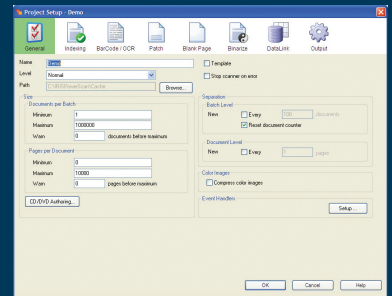 Project Setup - Demo
General Indexing BarCode / OCR Patch Blank Page Binarize DataLink Output
Name Demo
Level Normal
Path Browse...
Template
Stop scanner on error
Size
Documents per Batch
Minimum 1
Maximum 1000000
Warn 0 documents before maximum
Pages per Document
Minimum 0
Maximum 10000
Warn 0 pages before maximum
CD/DVD Authoring...
Separation
Batch Level
New Every 100 documents
Reset document counter
Document Level
New Every pages
Color Images
Compress color images
Event Handlers
Setup...
OK Cancel Help